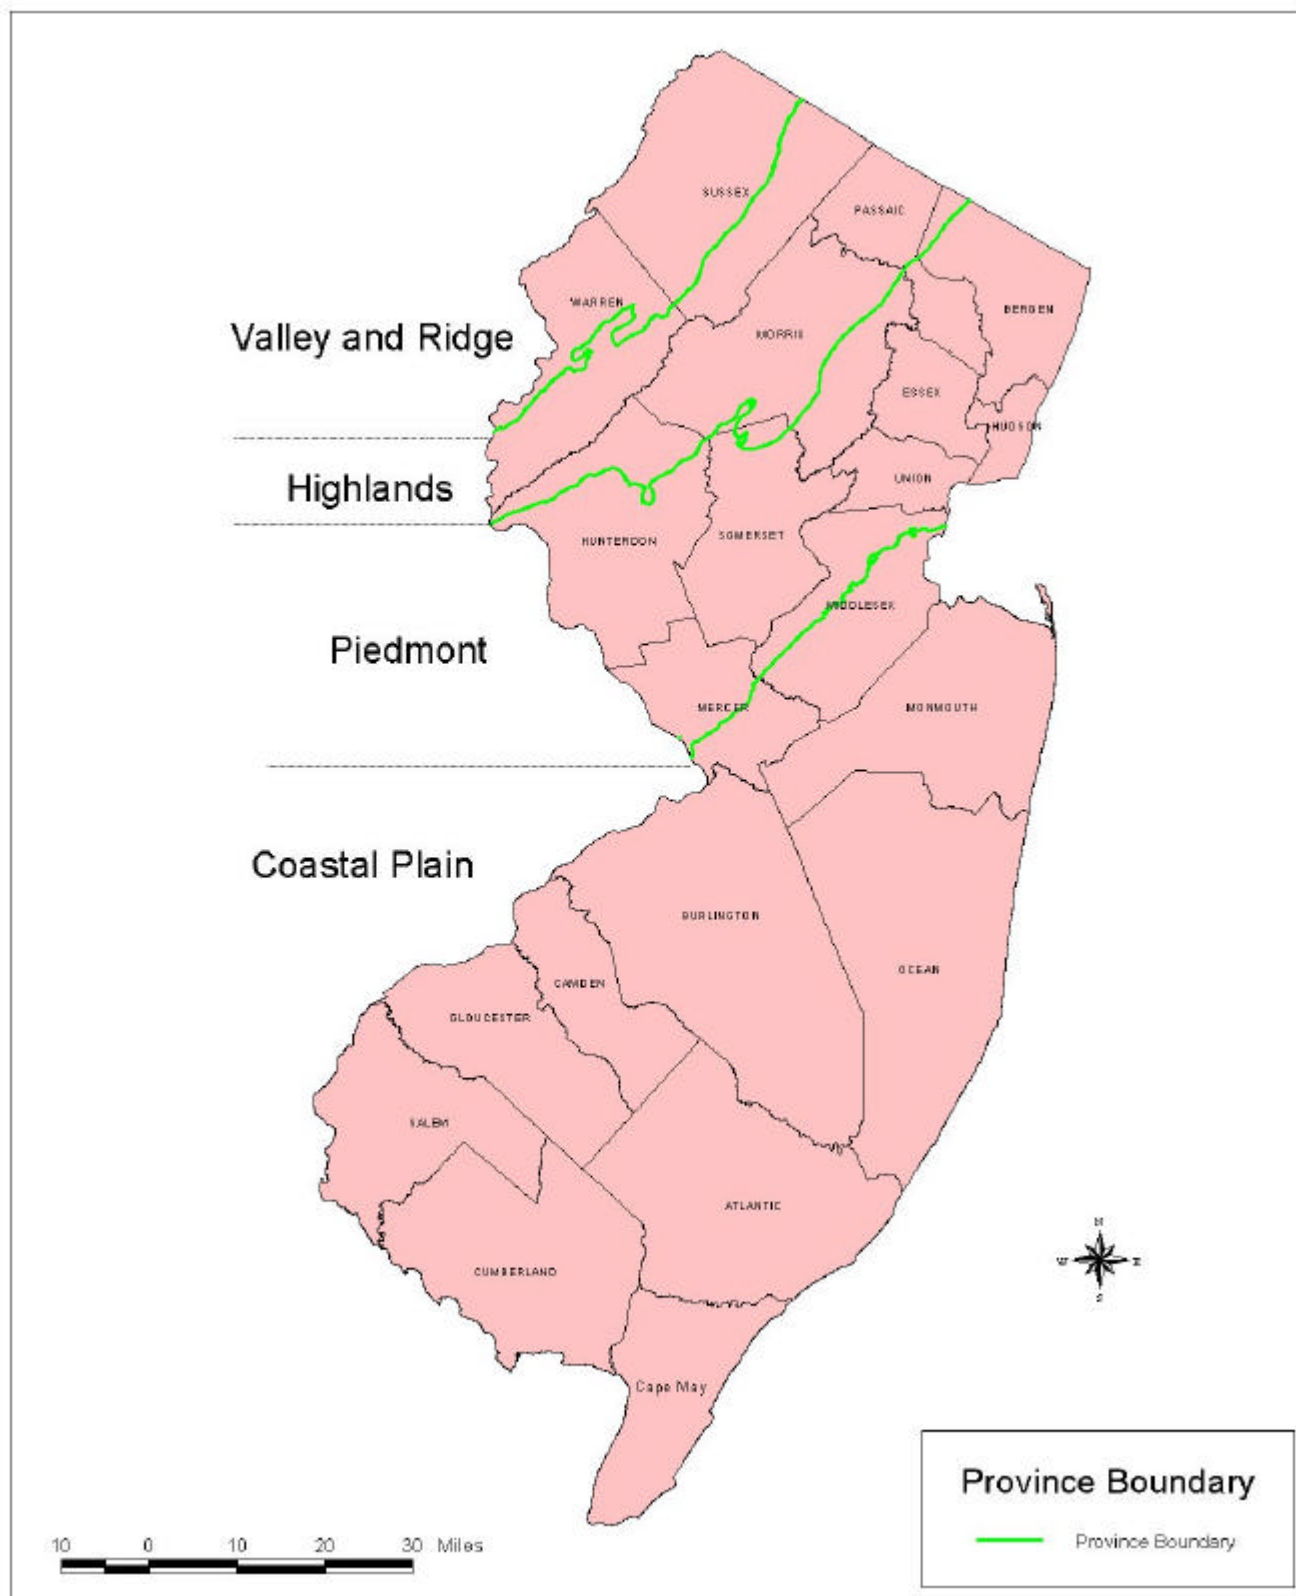 SUSSEX
PASSAIC
WARREN
BERGEN
Valley and Ridge
MORRIS
ESSEX
HUDSON
Highlands
UNION
HUNTERDON
SOMERSET
MIDDLESEX
Piedmont
MERCER
MONMOUTH
Coastal Plain
BURLINGTON
OCEAN
CAMDEN
GLOUCESTER
SALEM
ATLANTIC
N
W E
S
CUMBERLAND
Cape May
Province Boundary
Province Boundary
10 0 10 20 30 Miles